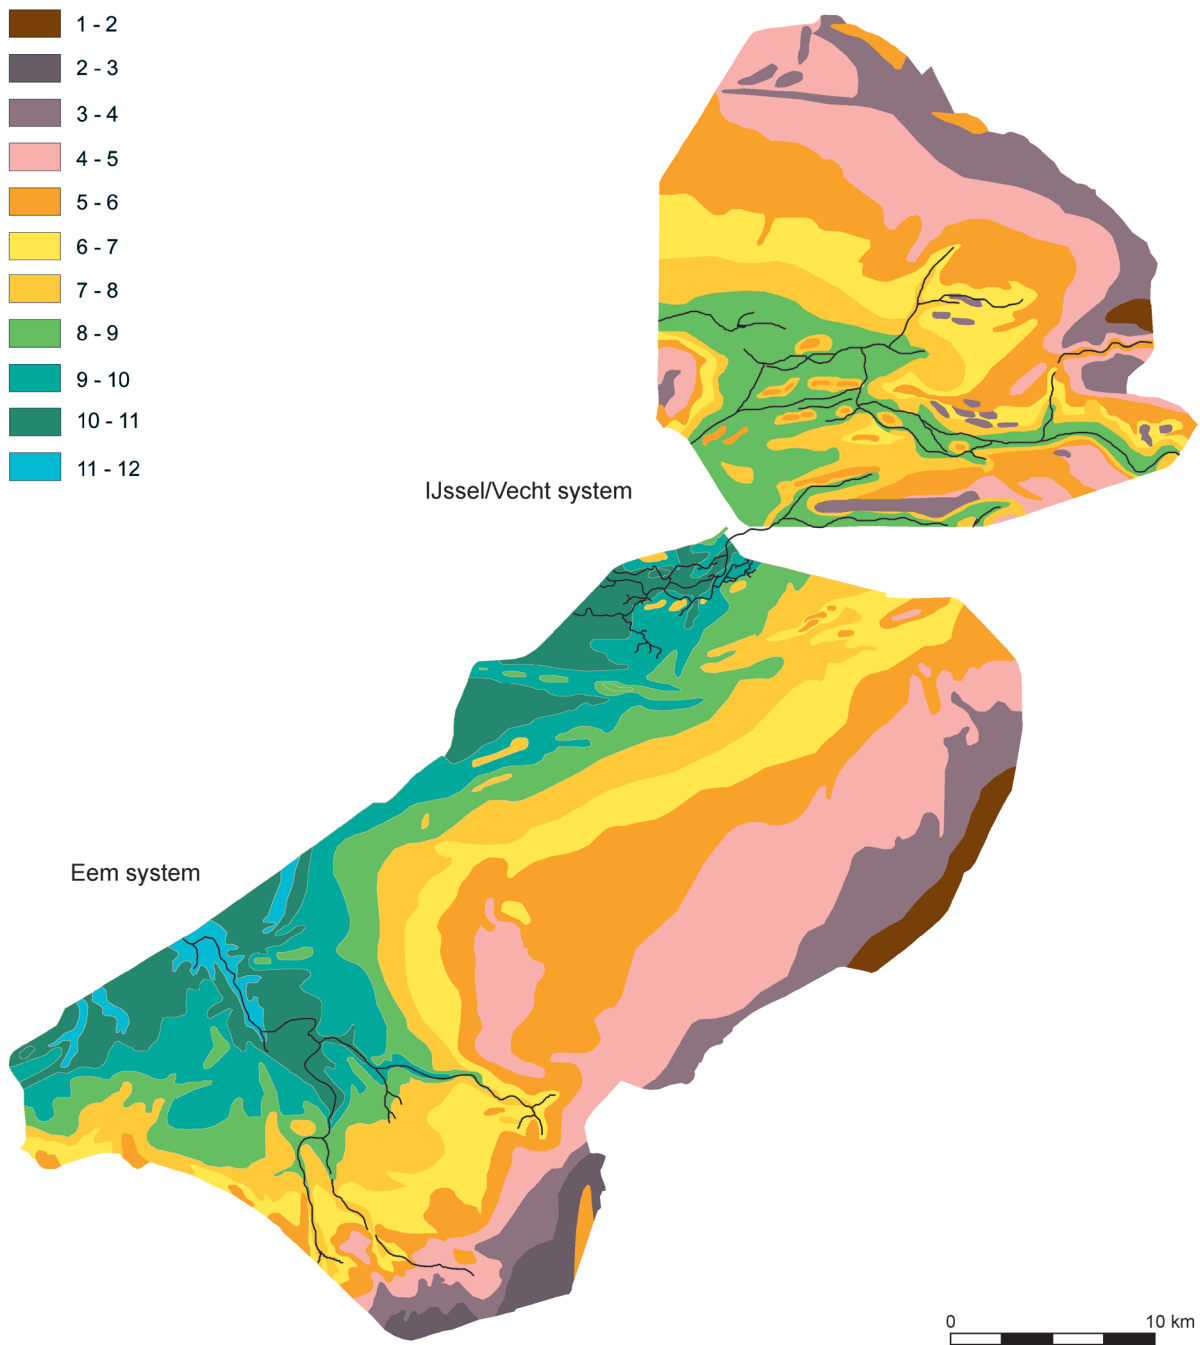 1 - 2
2 - 3
3 - 4
4 - 5
5 - 6
6 - 7
7 - 8
8 - 9
9 - 10
10 - 11
11 - 12
IJssel/Vecht system
Eem system
0 10 km